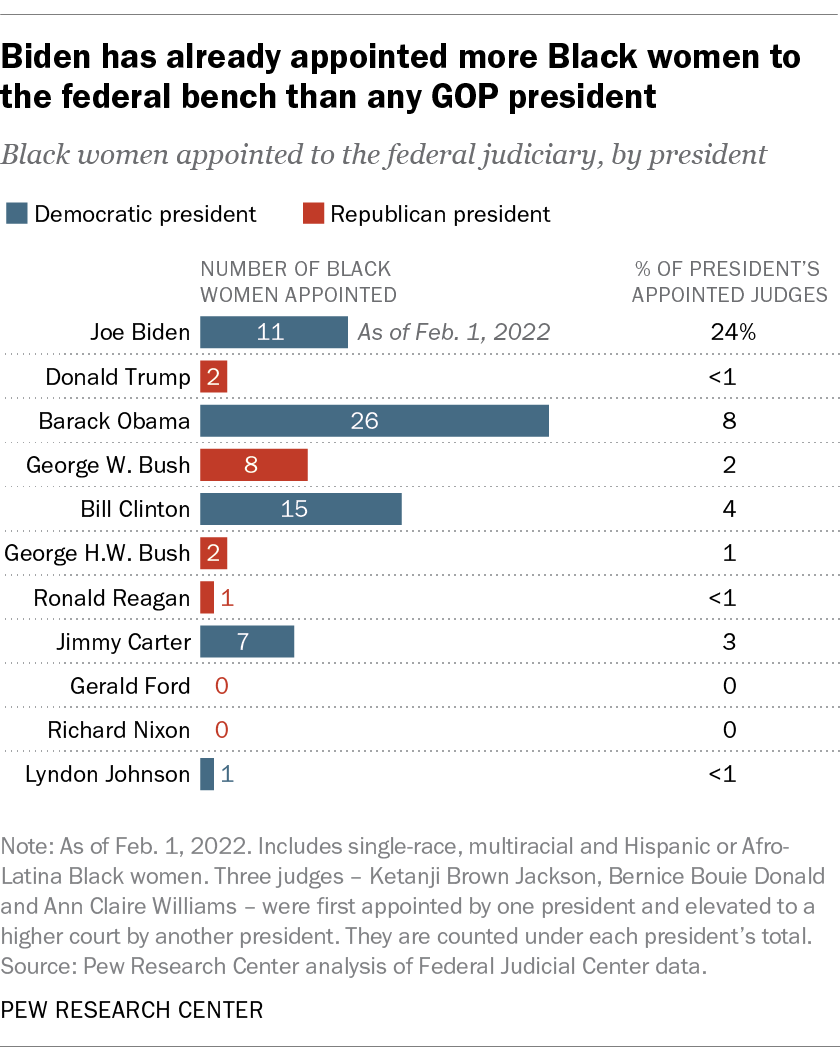 Biden has already appointed more Black women to
the federal bench than any GOP president
Black women appointed to the federal judiciary, by president
Democratic president Republican president
NUMBER OF BLACK % OF PRESIDENT’S
WOMEN APPOINTED APPOINTED JUDGES
Joe Biden 11 As of Feb. 1, 2022 24%
Donald Trump 2 <1
Barack Obama 26 8
George W. Bush 8 2
Bill Clinton 15 4
George H.W. Bush 2 1
Ronald Reagan 1 <1
Jimmy Carter 7 3
Gerald Ford 0 0
Richard Nixon 0 0
Lyndon Johnson 1 <1
Note: As of Feb. 1, 2022. Includes single-race, multiracial and Hispanic or Afro-
Latina Black women. Three judges – Ketanji Brown Jackson, Bernice Bouie Donald
and Ann Claire Williams – were first appointed by one president and elevated to a
higher court by another president. They are counted under each president’s total.
Source: Pew Research Center analysis of Federal Judicial Center data.
PEW RESEARCH CENTER